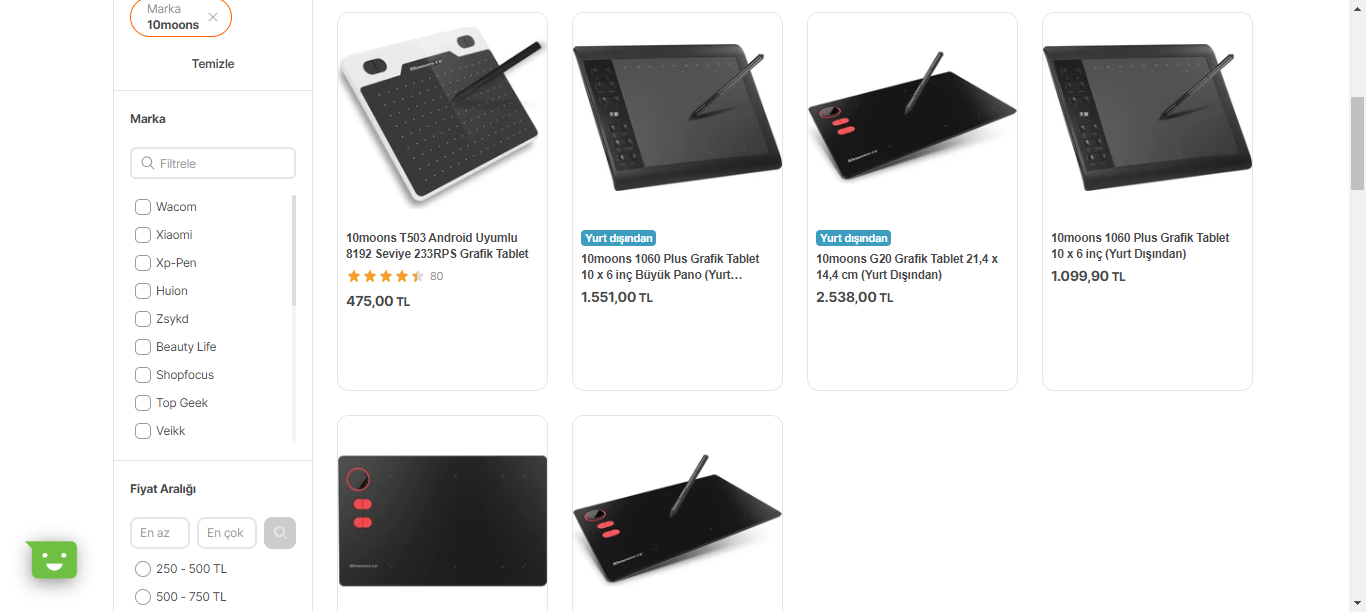 Marka
10moons
Temizle
Marka
Filtrele
Wacom
Xiaomi
Xp-Pen
Huion
Zsykd
Beauty Life
Shopfocus
Top Geek
Veikk
Fiyat Aralığı
En az
En çok
250 - 500 TL
500 - 750 TL
10moons T503 Android Uyumlu
8192 Seviye 233RPS Grafik Tablet
80
475,00 TL
Yurt dışından
10moons 1060 Plus Grafik Tablet
10 x 6 inç Büyük Pano (Yurt...
1.551,00 TL
Yurt dışından
10moons G20 Grafik Tablet 21,4 x
14,4 cm (Yurt Dışından)
2.538,00 TL
10moons 1060 Plus Grafik Tablet
10 x 6 inç (Yurt Dışından)
1.099,90 TL